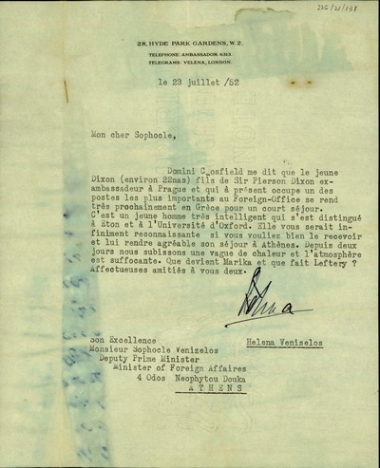 28, HYDE PARK GARDENS, W.2.
TELEPHONE: AMBASSADOR
TELEGRAMS: VELENA, LONDON.
le 23 juillet /52
Mon cher Sophocle,
Domini Crosfield me dit que le jeune
Dixon (environ 22nas) fils de Sir Pierson Dixon ex-
ambassadeur à Prague et qui à présent occupe un des
postes les plus importants au Foreign-Office se rend
très prochainement en Grèce pour un court séjour.
C'est un jeune homme très intelligent qui s'est distingué
à Eton et à l'Université d'Oxford. Elle vous serait in-
finiment reconnaissante si vous vouliez bien le recevoir
et lui rendre agréable son séjour à Athènes. Depuis deux
jours nous subissons une vague de chaleur et l'atmosphère
est suffocante. Que devient Marika et que fait Leftery ?
Affectueuses amitiés à vous deux.
Helena Venizelos
Son Excellence
Monsieur Sophocle Venizelos
Deputy Prime Minister
Minister of Foreign Affaires
4 Odos Neophytou Douka
ATHENS